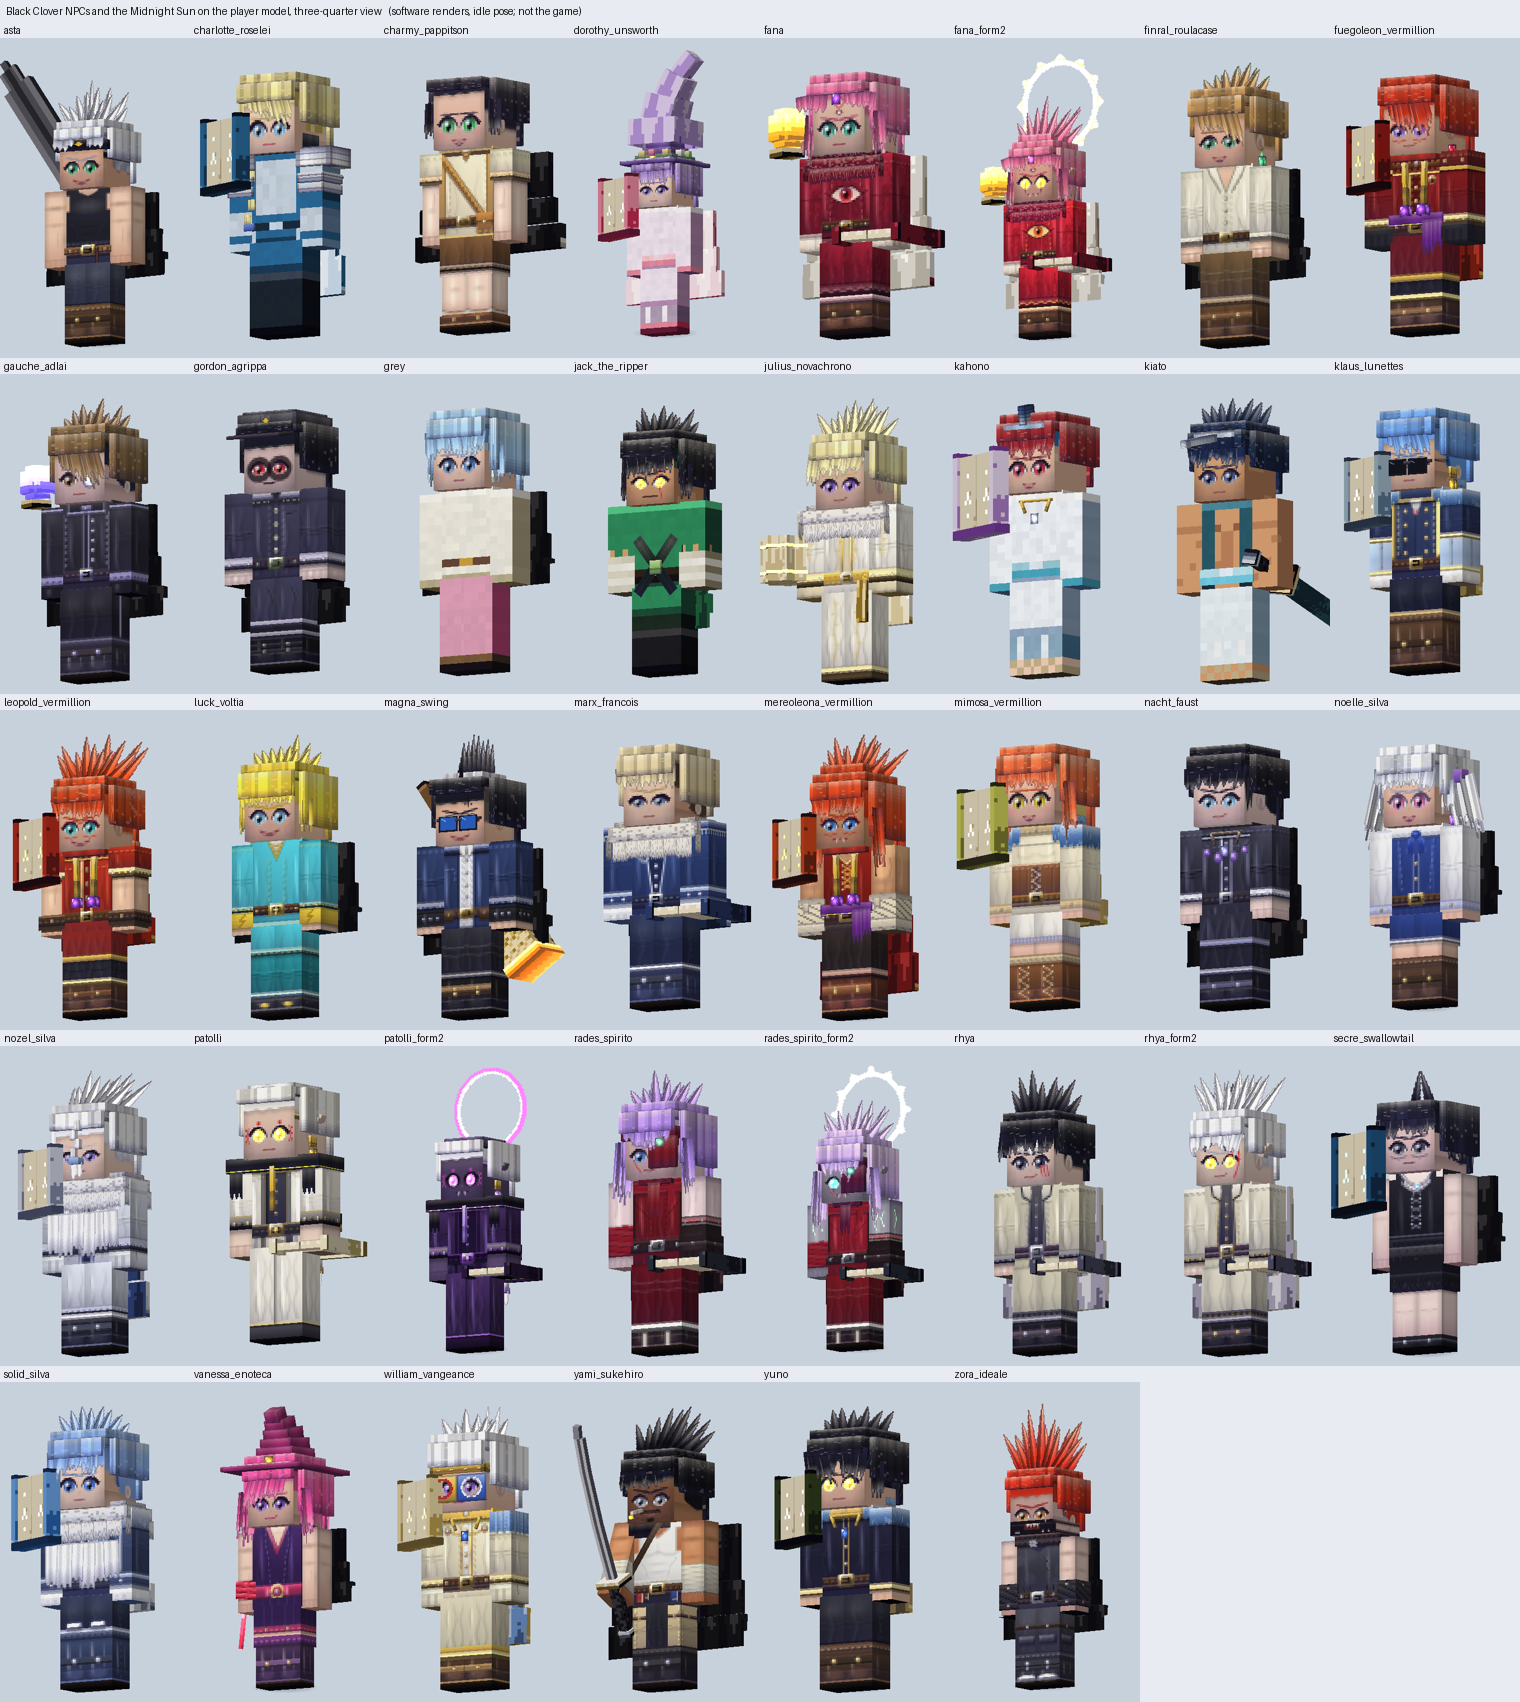 Black Clover NPCs and the Midnight Sun on the player model, three-quarter view (software renders, idle pose; not the game)
asta charlotte_roselei charmy_pappitson dorothy_unsworth fana fana_form2 finral_roulacase fuegoleon_vermillion
gauche_adlai gordon_agrippa grey jack_the_ripper julius_novachrono kahono kiato klaus_lunettes
leopold_vermillion luck_voltia magna_swing marx_francois mereoleona_vermillion mimosa_vermillion nacht_faust noelle_silva
nozel_silva patolli patolli_form2 rades_spirito rades_spirito_form2 rhya rhya_form2 secre_swallowtail
solid_silva vanessa_enoteca william_vangeance yami_sukehiro yuno zora_ideale